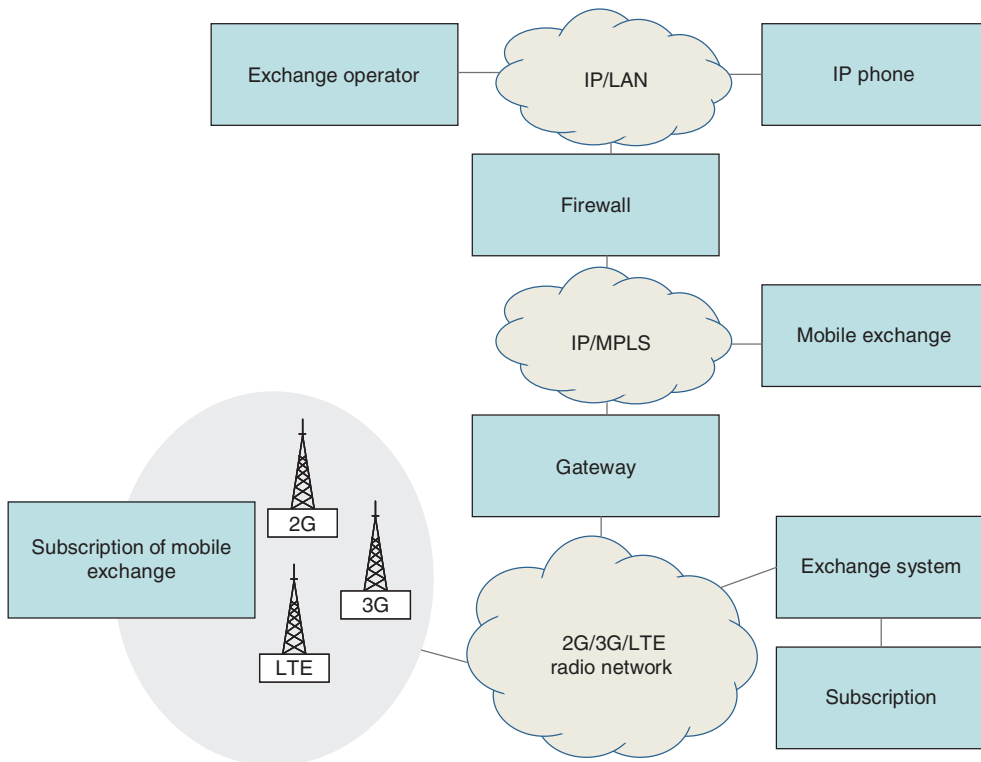 Exchange operator
IP/LAN
IP phone
Firewall
IP/MPLS
Mobile exchange
Gateway
2G
Subscription of mobile
exchange
3G
LTE
Exchange system
2G/3G/LTE
radio network
Subscription